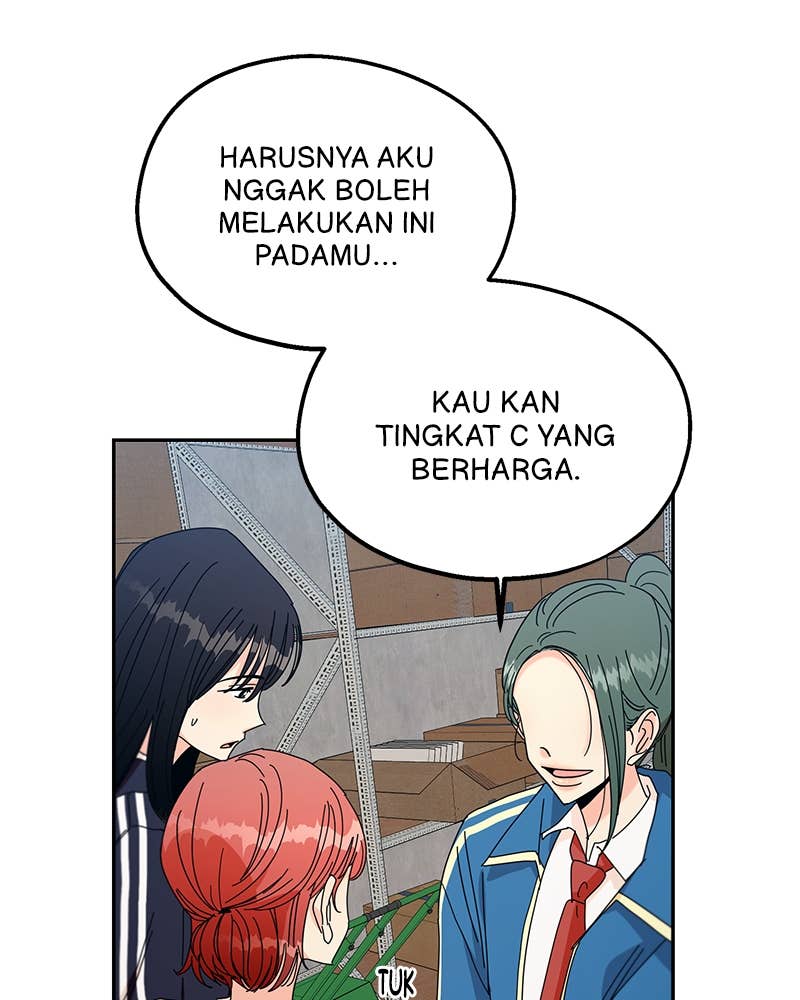 HARUSNYA AKU
NGGAK BOLEH
MELAKUKAN INI
PADAMU...
KAU KAN
TINGKAT C YANG
BERHARGA.
TUK